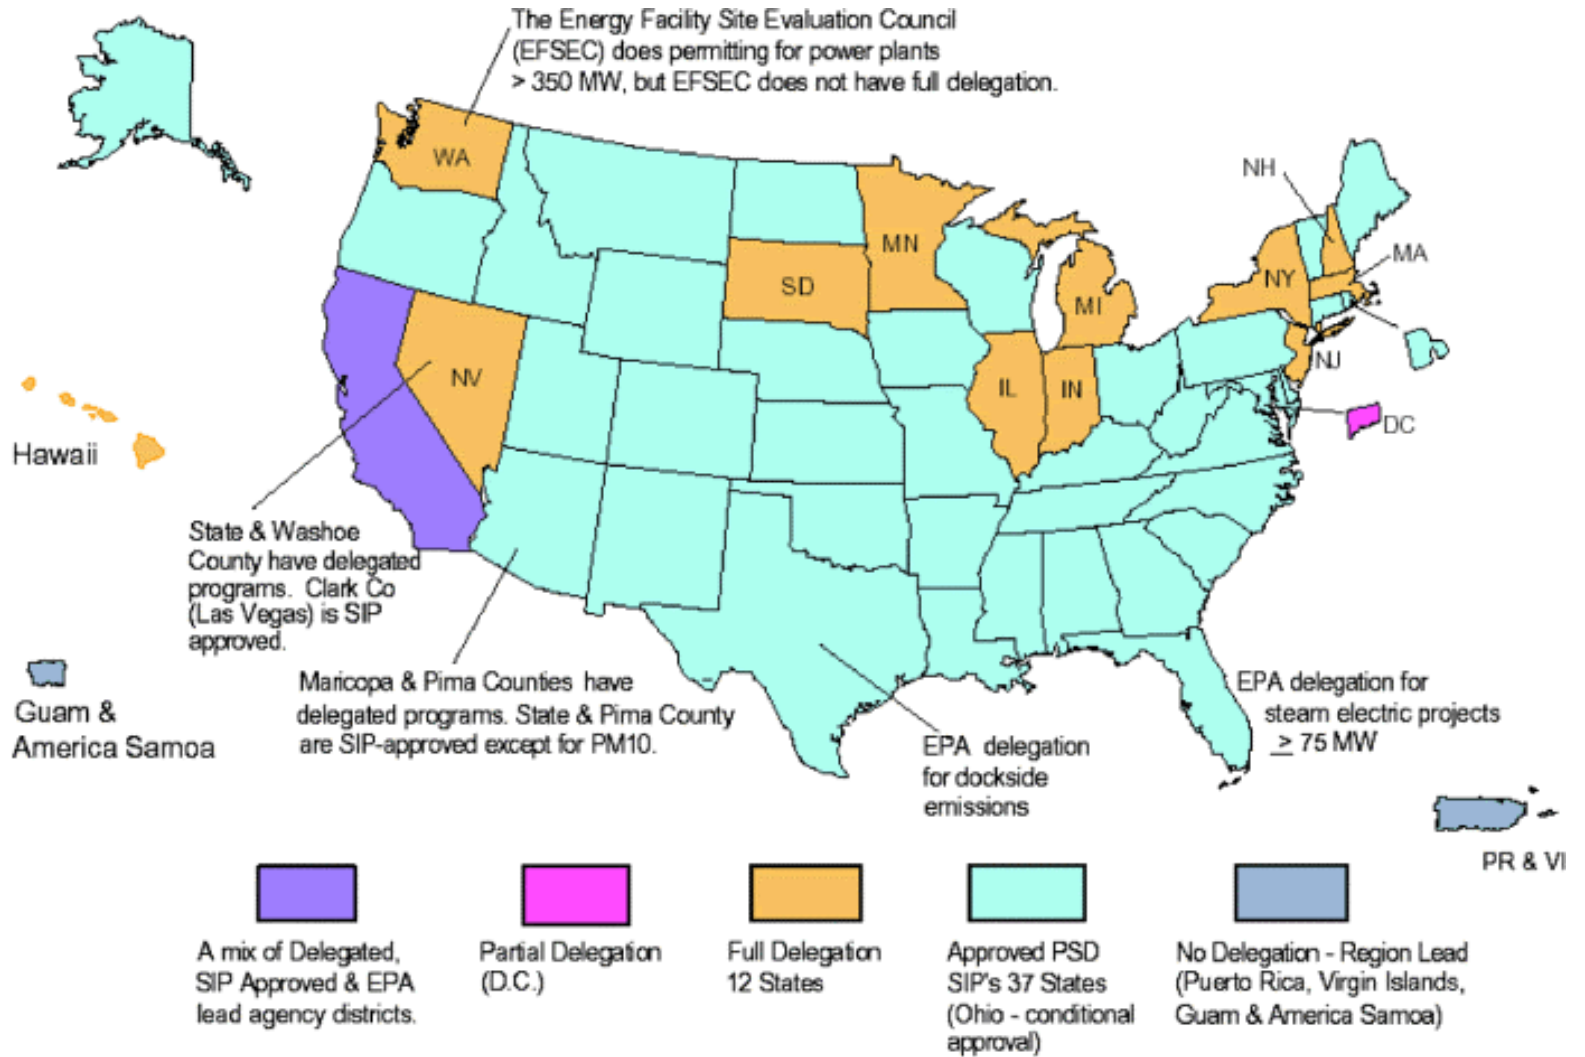 The Energy Facility Site Evaluation Council
(EFSEC) does permitting for power plants
> 350 MW, but EFSEC does not have full delegation.
WA
NH
MN
MA
NY
SD
MI
NJ
NV
IL
IN
DC
Hawaii
State & Washoe
County have delegated
programs. Clark Co
(Las Vegas) is SIP
approved.
Guam &
America Samoa
Maricopa & Pima Counties have
delegated programs. State & Pima County
are SIP-approved except for PM10.
EPA delegation
for dockside
emissions
EPA delegation for
steam electric projects
≥ 75 MW
PR & VI
A mix of Delegated,
SIP Approved & EPA
lead agency districts.
Partial Delegation
(D.C.)
Full Delegation
12 States
Approved PSD
SIP's 37 States
(Ohio - conditional
approval)
No Delegation - Region Lead
(Puerto Rica, Virgin Islands,
Guam & America Samoa)